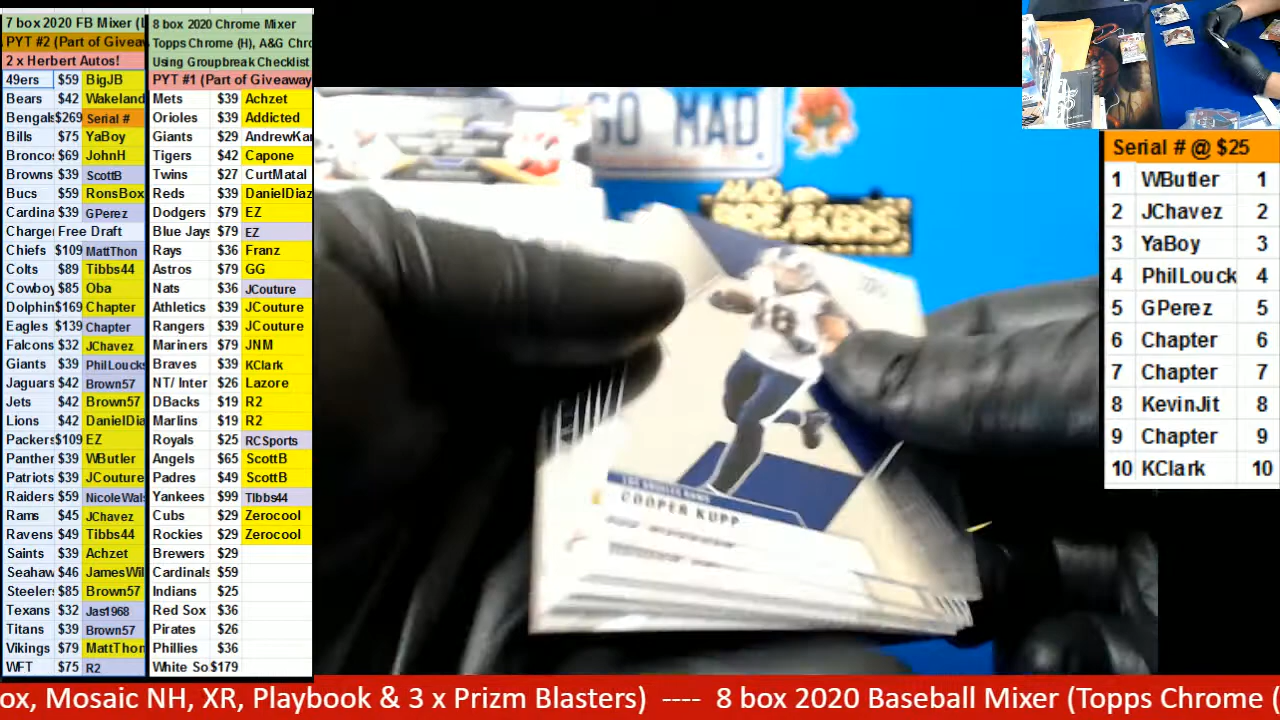 7 box 2020 FB Mixer (L
PYT #2 (Part of Giveaw
2 x Herbert Autos!
49ers $59 BigJB
Bears $42 Wakeland
Bengals $269 Serial #
Bills $75 YaBoy
Broncos $69 JohnH
Browns $39 ScottB
Bucs $59 RonsBox
Cardina $39 GPerez
Charger Free Draft
Chiefs $109 MattThon
Colts $89 Tibbs44
Cowboy $85 Oba
Dolphin $169 Chapter
Eagles $139 Chapter
Falcons $32 JChavez
Giants $39 PhilLoucks
Jaguars $42 Brown57
Jets $42 Brown57
Lions $42 DanielDia
Packers $109 EZ
Panther $39 WButler
Patriots $39 JCouture
Raiders $59 NicoleWals
Rams $45 JChavez
Ravens $49 Tibbs44
Saints $39 Achzet
Seahaw $46 JamesWil
Steelers $85 Brown57
Texans $32 Jas1968
Titans $39 Brown57
Vikings $79 MattThon
WFT $75 R2
8 box 2020 Chrome Mixer
Topps Chrome (H), A&G Chro
Using Groupbreak Checklist
PYT #1 (Part of Giveaway
Mets $39 Achzet
Orioles $39 Addicted
Giants $29 AndrewKar
Tigers $42 Capone
Twins $27 CurtMatal
Reds $39 DanielDiaz
Dodgers $79 EZ
Blue Jays $79 EZ
Rays $36 Franz
Astros $79 GG
Nats $36 JCouture
Athletics $39 JCouture
Rangers $39 JCouture
Mariners $79 JNM
Braves $39 KClark
NT/ Inter $26 Lazore
DBacks $19 R2
Marlins $19 R2
Royals $25 RCSports
Angels $65 ScottB
Padres $49 ScottB
Yankees $99 TIbbs44
Cubs $29 Zerocool
Rockies $29 Zerocool
Brewers $29
Cardinals $59
Indians $25
Red Sox $36
Pirates $26
Phillies $36
White So $179
GO MAD
LOS ANGELES RAMS
COOPER KUPP
Serial # @ $25
1 WButler 1
2 JChavez 2
3 YaBoy 3
4 PhilLouck 4
5 GPerez 5
6 Chapter 6
7 Chapter 7
8 KevinJit 8
9 Chapter 9
10 KClark 10
ox, Mosaic NH, XR, Playbook & 3 x Prizm Blasters) ---- 8 box 2020 Baseball Mixer (Topps Chrome (